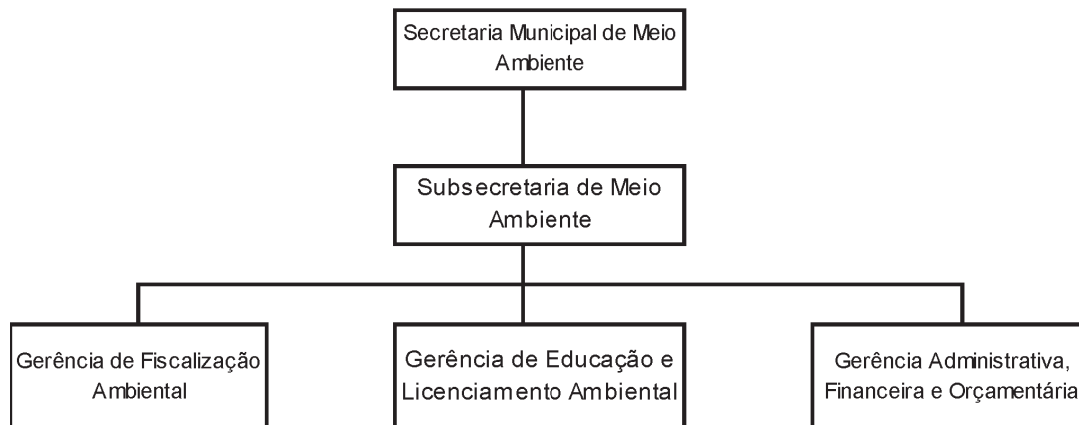 Secretaria Municipal de Meio
Ambiente
Subsecretaria de Meio
Ambiente
Gerência de Fiscalização
Ambiental
Gerência de Educação e
Licenciamento Ambiental
Gerência Administrativa,
Financeira e Orçamentária